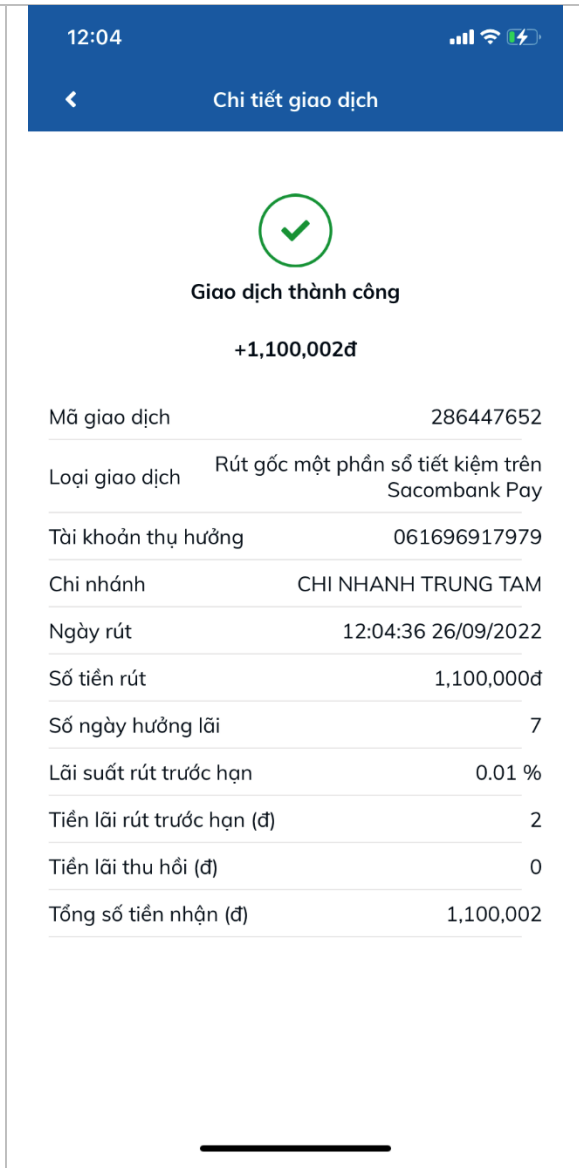 12:04
Chi tiết giao dịch
Giao dịch thành công
+1,100,002đ
Mã giao dịch 286447652
Loại giao dịch Rút gốc một phần sổ tiết kiệm trên
Sacombank Pay
Tài khoản thụ hưởng 061696917979
Chi nhánh CHI NHANH TRUNG TAM
Ngày rút 12:04:36 26/09/2022
Số tiền rút 1,100,000đ
Số ngày hưởng lãi 7
Lãi suất rút trước hạn 0.01 %
Tiền lãi rút trước hạn (đ) 2
Tiền lãi thu hồi (đ) 0
Tổng số tiền nhận (đ) 1,100,002